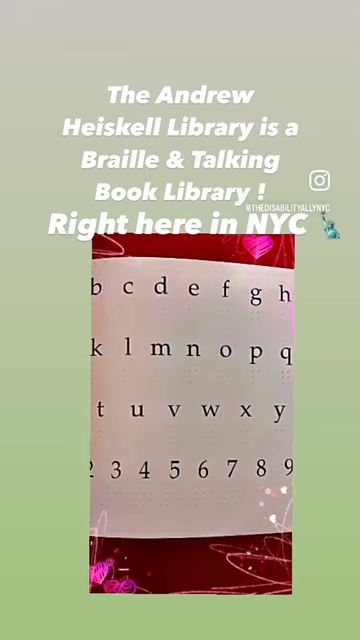 The Andrew
Heiskell Library is a
Braille & Talking
Book Library !
@THEDISABILITYALLYNYC
Right here in NYC 🗽
b c d e f g h
k l m n o p q
t u v w x y
2 3 4 5 6 7 8 9